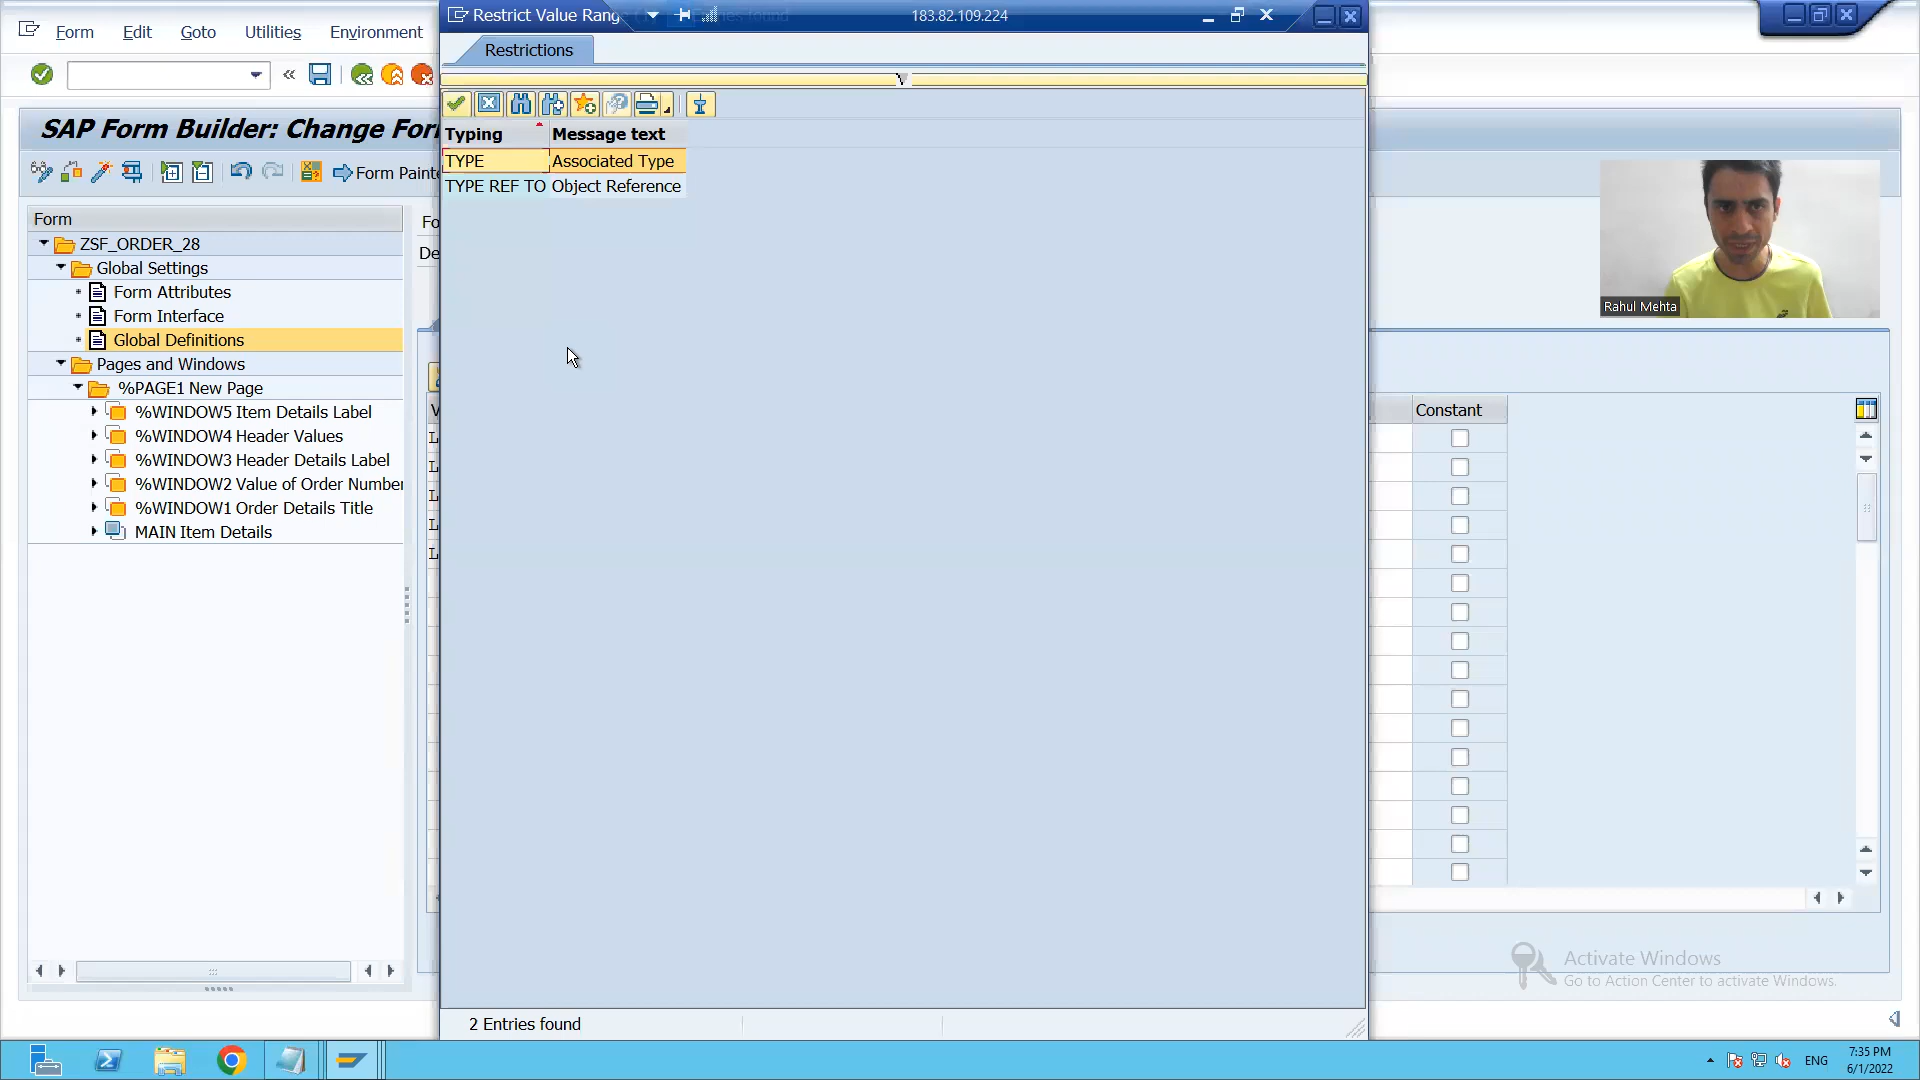 Restrict Value Rang
183.82.109.224
Form Edit Goto Utilities Environment
Restrictions
SAP Form Builder: Change For
Form Painte
Typing Message text
TYPE Associated Type
TYPE REF TO Object Reference
Form
ZSF_ORDER_28
Global Settings
Form Attributes
Form Interface
Global Definitions
Pages and Windows
%PAGE1 New Page
%WINDOW5 Item Details Label
%WINDOW4 Header Values
%WINDOW3 Header Details Label
%WINDOW2 Value of Order Number
%WINDOW1 Order Details Title
MAIN Item Details
Fo
De
V
L
L
L
L
L
Constant
Rahul Mehta
Activate Windows
Go to Action Center to activate Windows.
2 Entries found
ENG
7:35 PM
6/1/2022